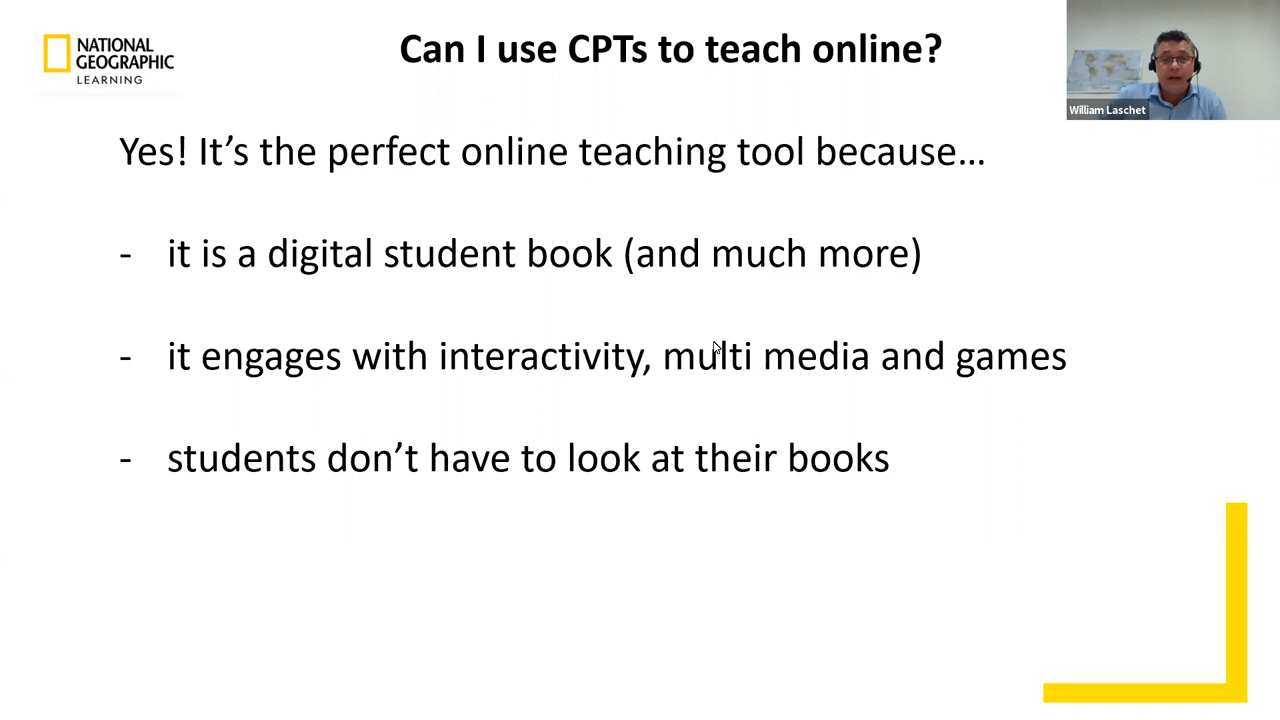 NATIONAL
GEOGRAPHIC
LEARNING
Can I use CPTs to teach online?
William Laschet
Yes! It’s the perfect online teaching tool because…
- it is a digital student book (and much more)
- it engages with interactivity, multi media and games
- students don’t have to look at their books